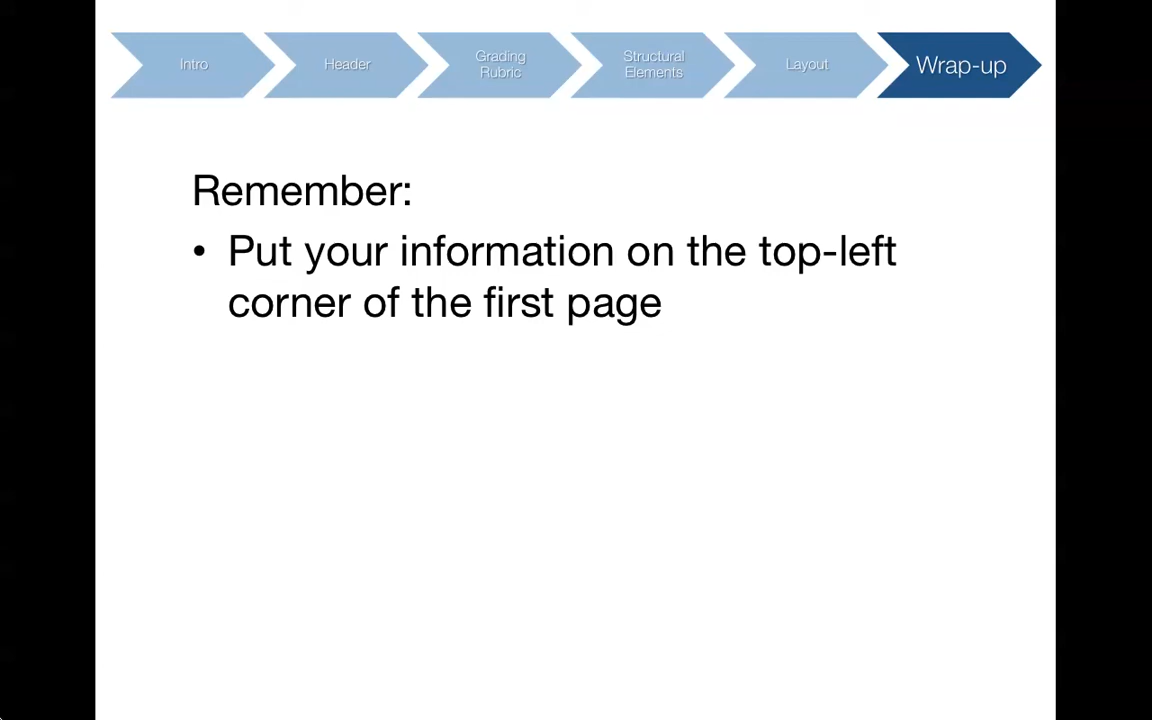 Intro
Header
Grading
Rubric
Structural
Elements
Layout
Wrap-up
Remember:
• Put your information on the top-left
corner of the first page